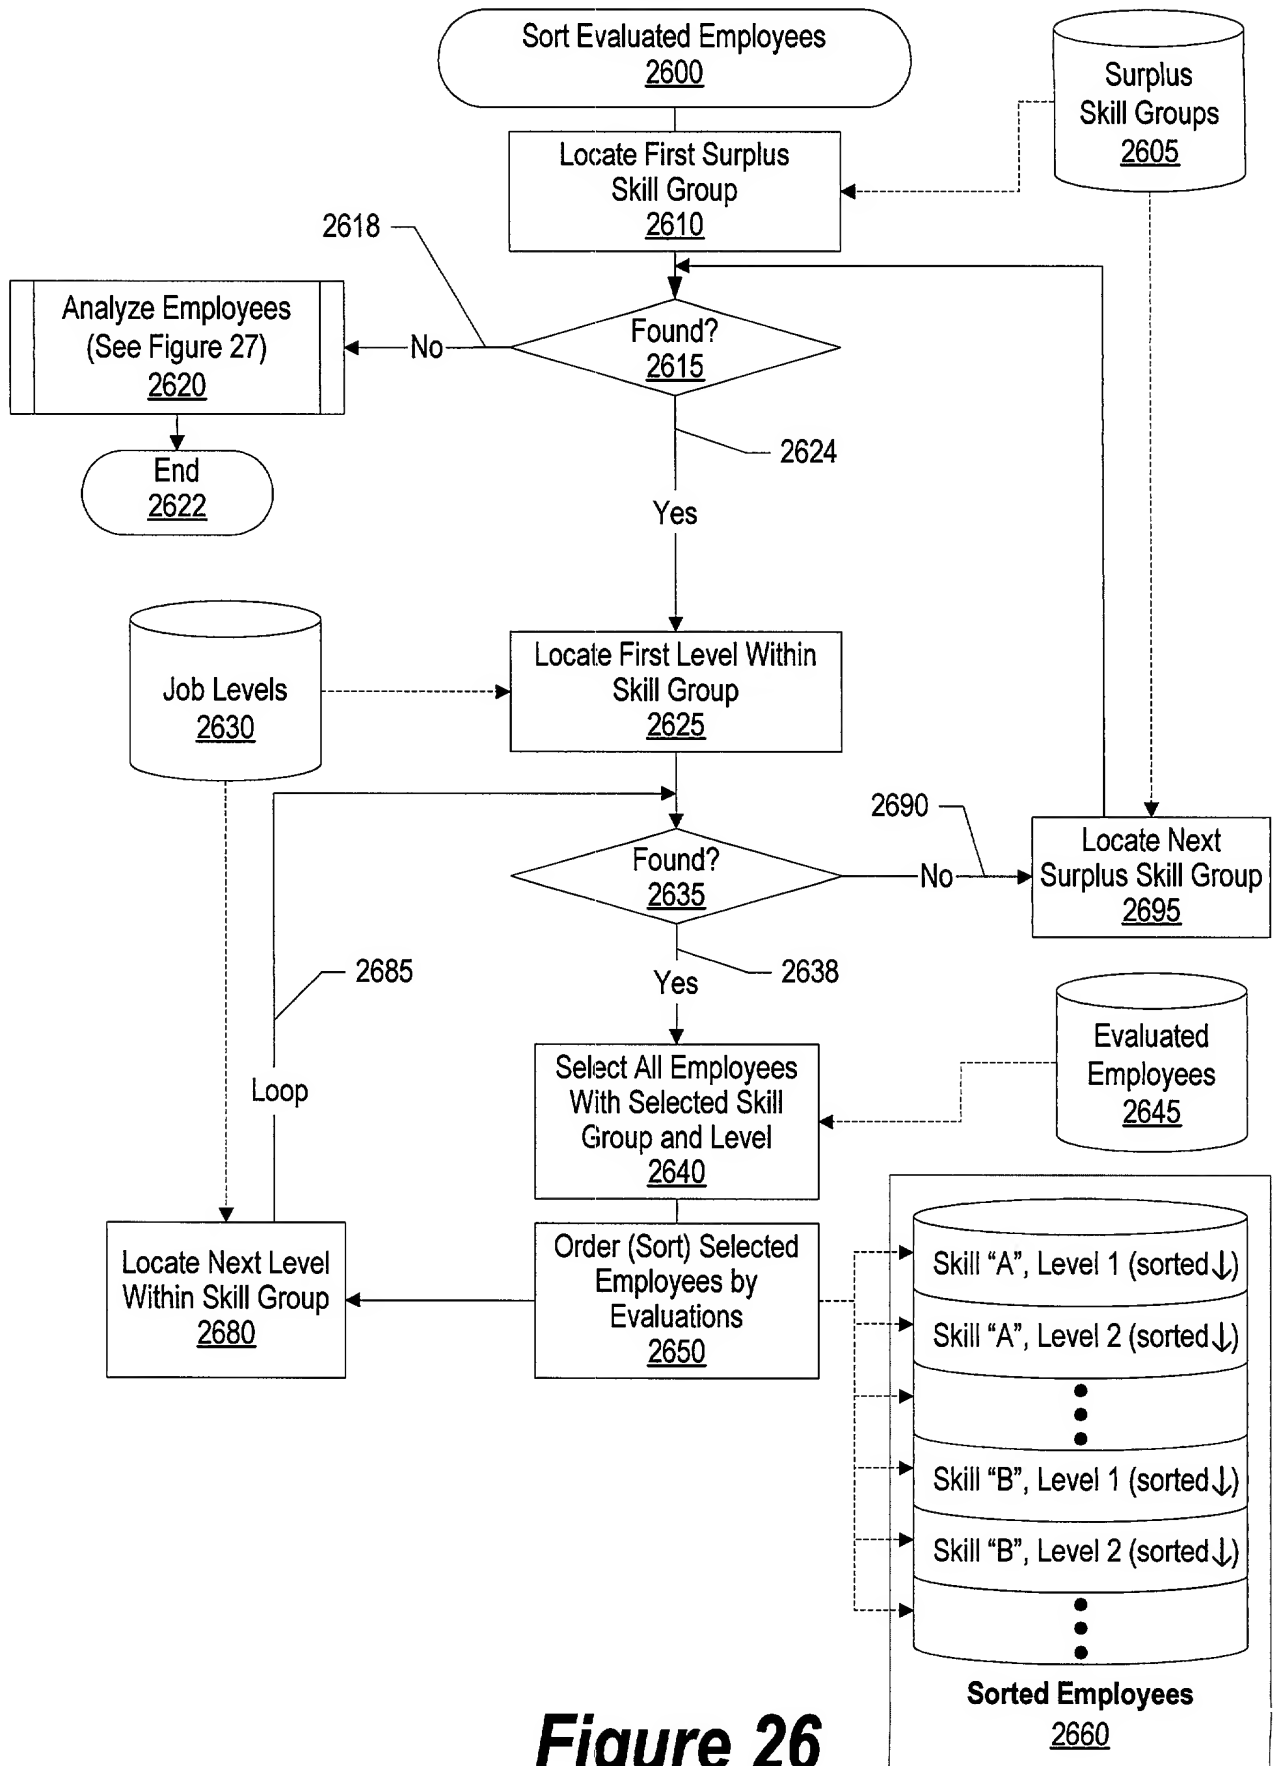 Sort Evaluated Employees
2600
Surplus
Skill Groups
2605
Locate First Surplus
Skill Group
2610
2618
Analyze Employees
(See Figure 27)
2620
No
Found?
2615
2624
End
2622
Yes
Job Levels
2630
Locate First Level Within
Skill Group
2625
2690
Found?
2635
No
Locate Next
Surplus Skill Group
2695
2685
2638
Yes
Evaluated
Employees
2645
Loop
Select All Employees
With Selected Skill
Group and Level
2640
Locate Next Level
Within Skill Group
2680
Order (Sort) Selected
Employees by
Evaluations
2650
Skill “A”, Level 1 (sorted↓)
Skill “A”, Level 2 (sorted↓)
Skill “B”, Level 1 (sorted↓)
Skill “B”, Level 2 (sorted↓)
Sorted Employees
2660
Figure 26